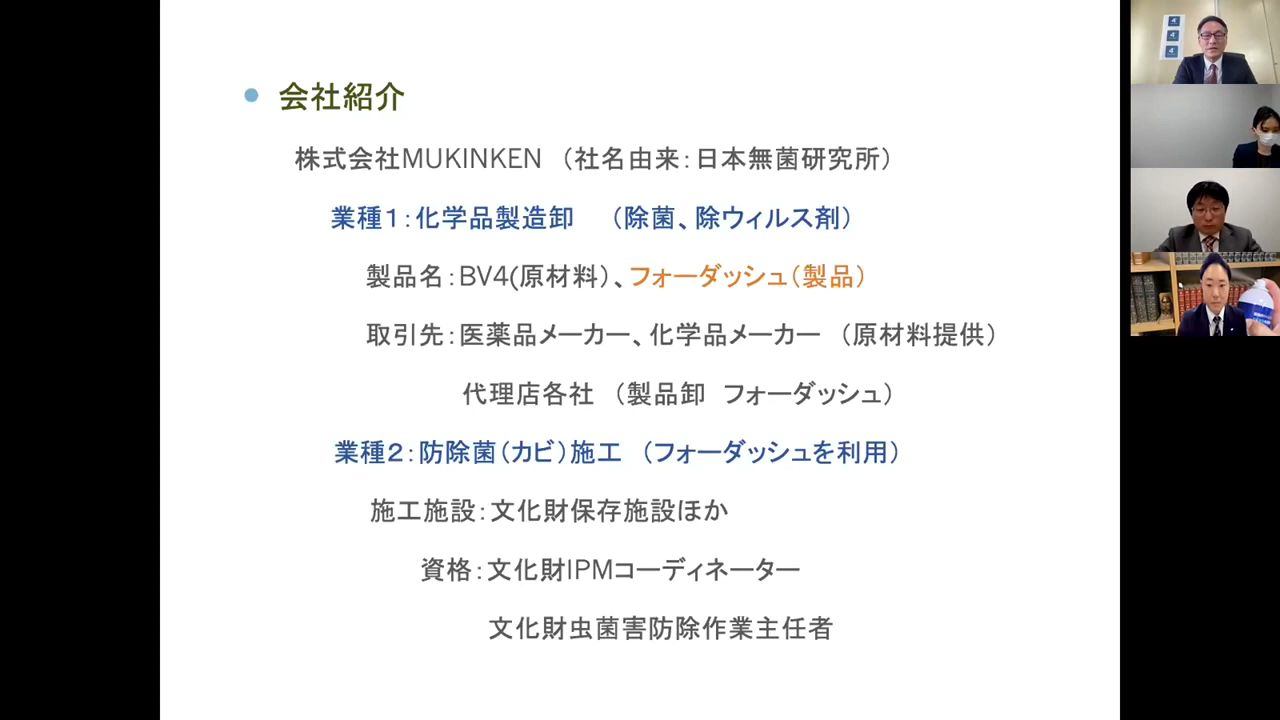 会社紹介
株式会社MUKINKEN （社名由来：日本無菌研究所）
業種１：化学品製造卸 （除菌、除ウィルス剤）
製品名：BV4(原材料）、フォーダッシュ（製品）
取引先：医薬品メーカー、化学品メーカー （原材料提供）
代理店各社 （製品卸 フォーダッシュ）
業種２：防除菌（カビ）施工 （フォーダッシュを利用）
施工施設：文化財保存施設ほか
資格：文化財IPMコーディネーター
文化財虫菌害防除作業主任者